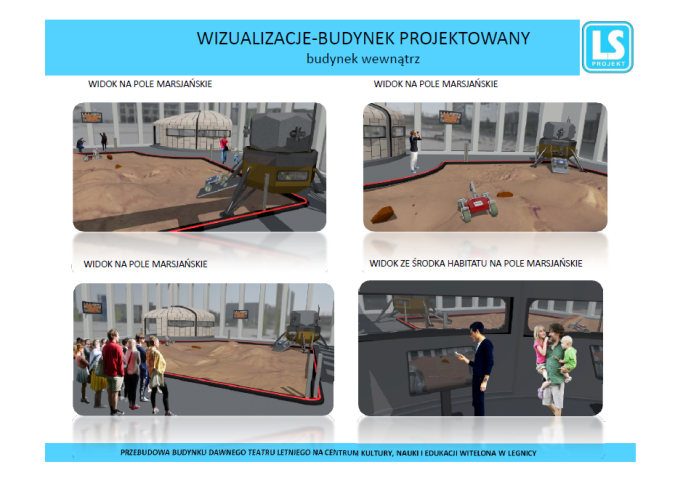 WIZUALIZACJE-BUDYNEK PROJEKTOWANY
budynek wewnątrz
LS
PROJEKT
WIDOK NA POLE MARSJAŃSKIE
WIDOK NA POLE MARSJAŃSKIE
WIDOK NA POLE MARSJAŃSKIE
WIDOK ZE ŚRODKA HABITATU NA POLE MARSJAŃSKIE
PRZEBUDOWA BUDYNKU DAWNEGO TEATRU LETNIEGO NA CENTRUM KULTURY, NAUKI I EDUKACJI WITELONA W LEGNICY